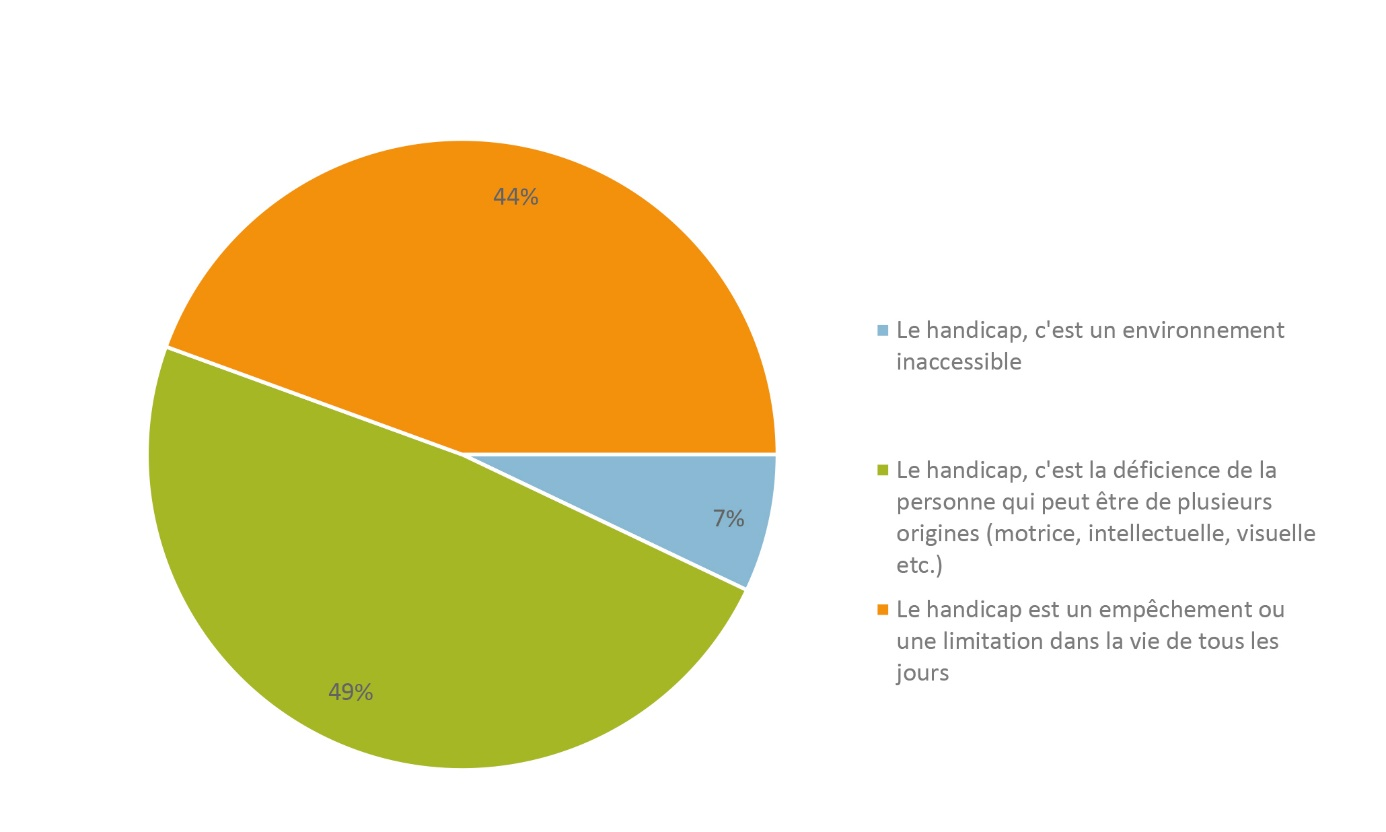 44%
7%
49%
Le handicap, c'est un environnement
inaccessible
Le handicap, c'est la déficience de la
personne qui peut être de plusieurs
origines (motrice, intellectuelle, visuelle
etc.)
Le handicap est un empêchement ou
une limitation dans la vie de tous les
jours